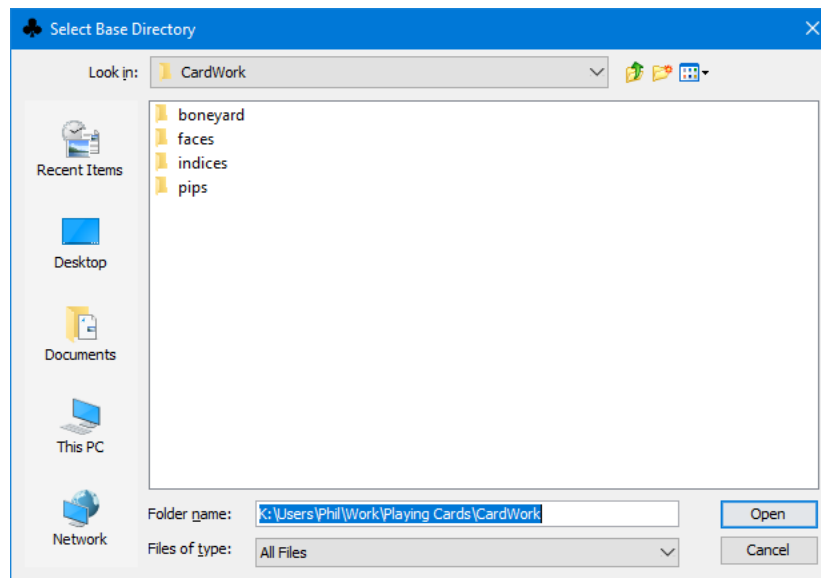 Select Base Directory
Look in: CardWork
boneyard
faces
indices
pips
Recent Items
Desktop
Documents
This PC
Network
Folder name: K:\Users\Phil\Work\Playing Cards\CardWork
Open
Files of type: All Files
Cancel